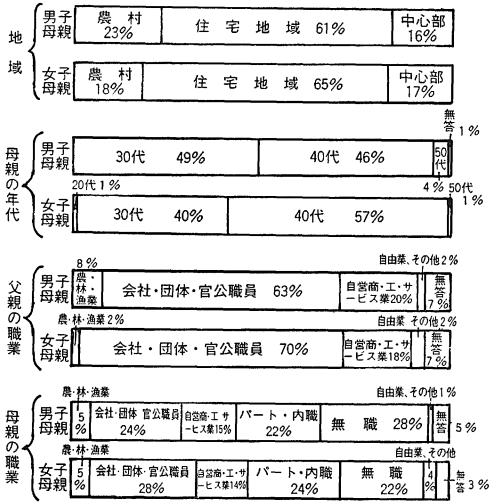 地域
男子母親
農村 23%
住宅地域 61%
中心部 16%
女子母親
農村 18%
住宅地域 65%
中心部 17%
母親の年代
男子母親
30代 49%
40代 46%
50代
4%
無答 1%
女子母親
20代1%
30代 40%
40代 57%
50代 1%
父親の職業
男子母親
8%
農・林・漁業
会社・団体・官公職員 63%
自営商・工・サービス業20%
自由業、その他2%
無答 7%
女子母親
農・林・漁業2%
会社・団体・官公職員 70%
自営商・工・サービス業18%
自由業 その他2%
無答 7%
母親の職業
男子母親
農・林・漁業
5%
会社・団体 官公職員 24%
自営商・工 サービス業15%
パート・内職 22%
無職 28%
自由業、その他1%
無答 5%
女子母親
農・林・漁業
5%
会社・団体・官公職員 28%
自営商・工・サービス業14%
パート・内職 24%
無職 22%
自由業、その他
4%
無答 3%